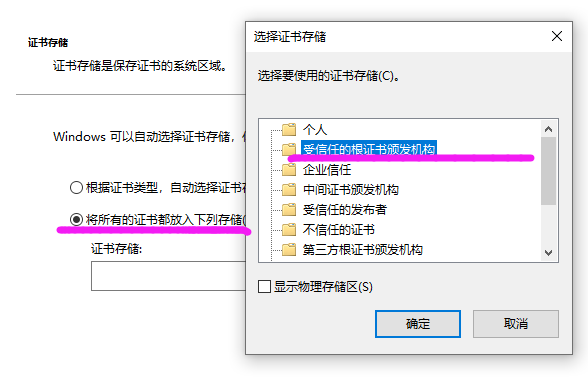 证书存储
证书存储是保存证书的系统区域。
Windows 可以自动选择证书存储，
根据证书类型，自动选择证书存
将所有的证书都放入下列存储(
证书存储:
选择证书存储
选择要使用的证书存储(C)。
个人
受信任的根证书颁发机构
企业信任
中间证书颁发机构
受信任的发布者
不信任的证书
第三方根证书颁发机构
显示物理存储区(S)
确定
取消